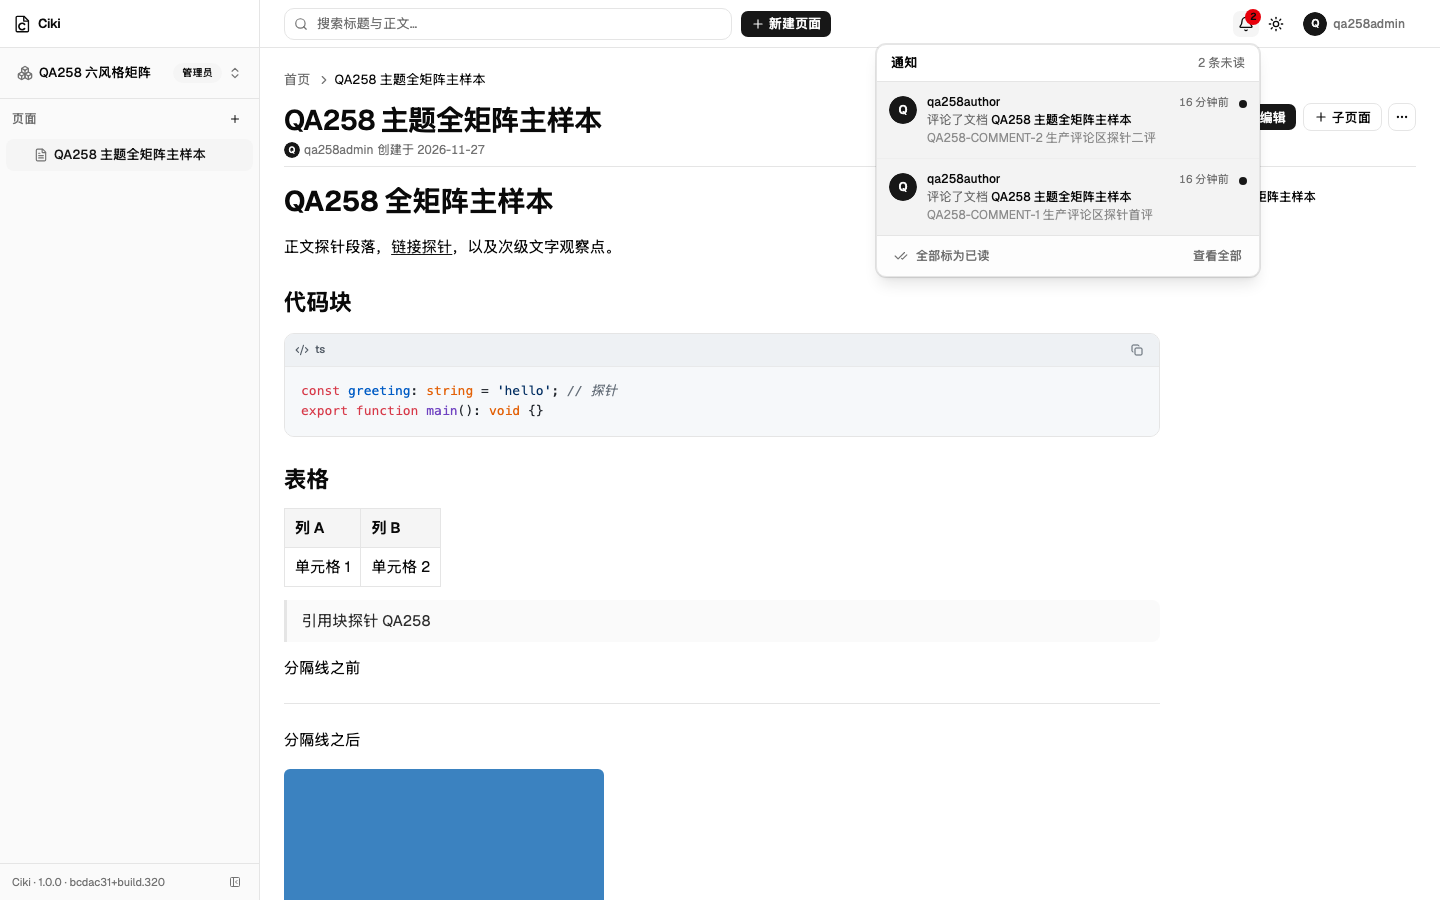 Ciki
搜索标题与正文...
新建页面
2
Q
qa258admin
QA258 六风格矩阵
管理员
页面
QA258 主题全矩阵主样本
首页
QA258 主题全矩阵主样本
QA258 主题全矩阵主样本
Q qa258admin 创建于 2026-11-27
编辑
子页面
通知
2 条未读
Q
qa258author
16 分钟前
评论了文档 QA258 主题全矩阵主样本
QA258-COMMENT-2 生产评论区探针二评
Q
qa258author
16 分钟前
评论了文档 QA258 主题全矩阵主样本
QA258-COMMENT-1 生产评论区探针首评
全部标为已读
查看全部
矩阵主样本
QA258 全矩阵主样本
正文探针段落，链接探针，以及次级文字观察点。
代码块
ts
const greeting: string = 'hello'; // 探针
export function main(): void {}
表格
列 A 列 B
单元格 1 单元格 2
引用块探针 QA258
分隔线之前
分隔线之后
Ciki · 1.0.0 · bcdac31+build.320